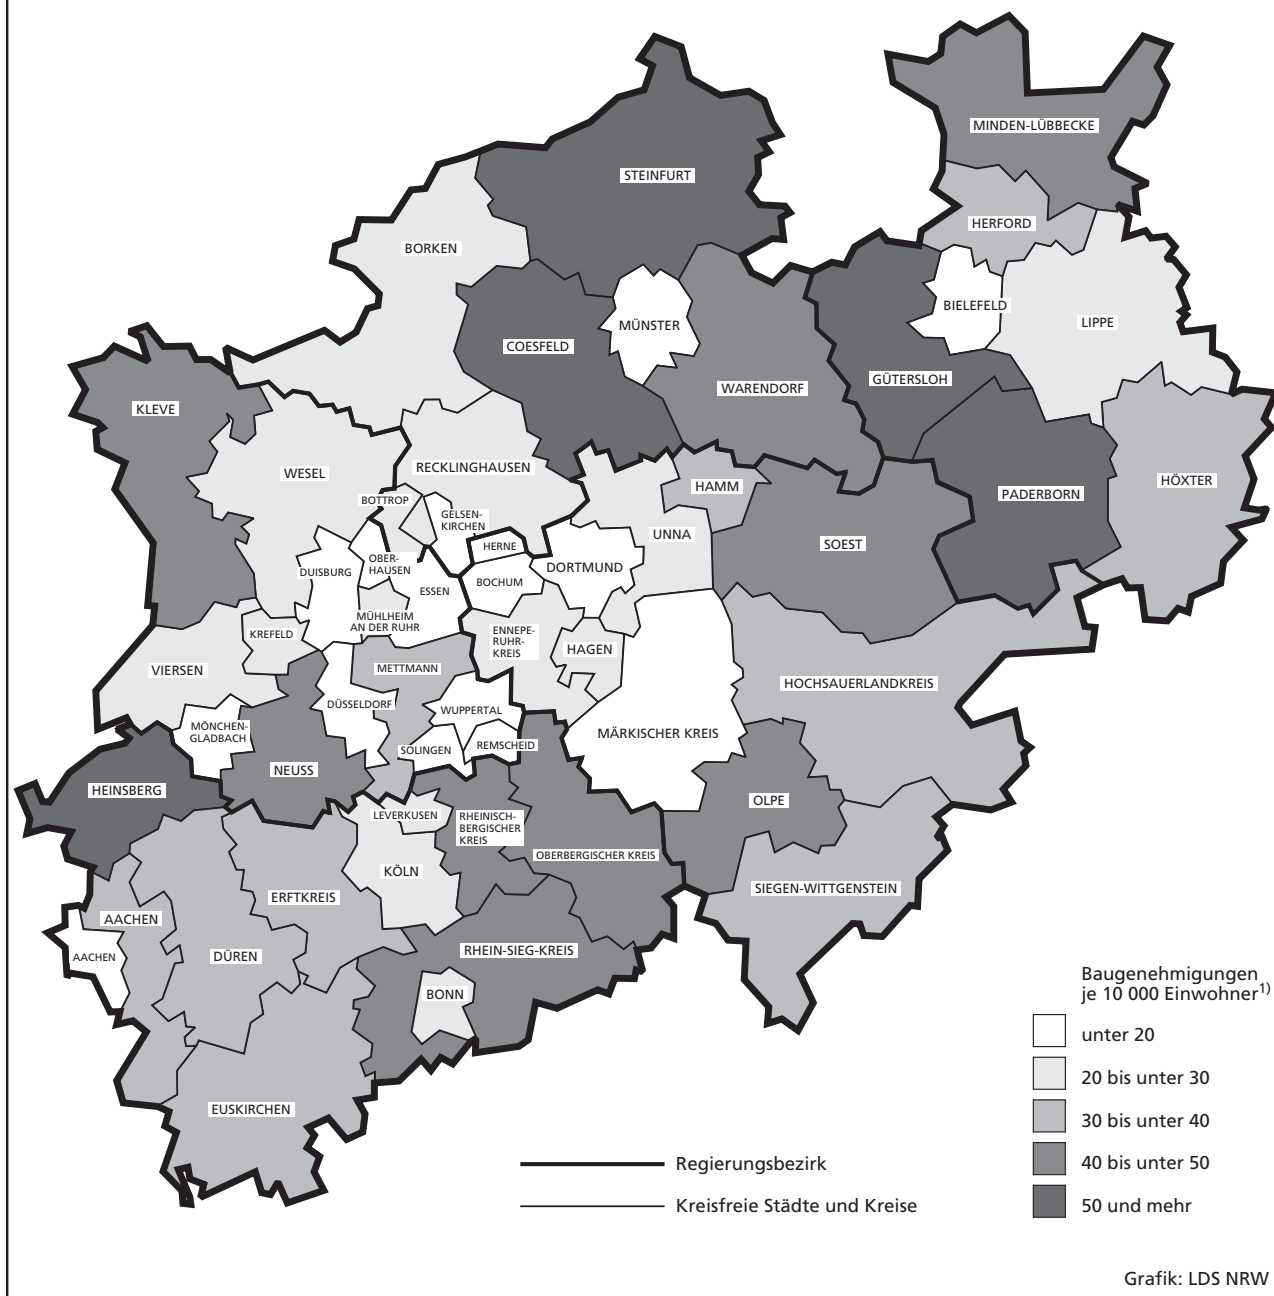 MINDEN-LÜBBECKE
STEINFURT
HERFORD
BORKEN
BIELEFELD
MÜNSTER
LIPPE
COESFELD
GÜTERSLOH
WARENDORF
KLEVE
RECKLINGHAUSEN
WESEL
HÖXTER
HAMM
PADERBORN
BOTTROP
GELSEN-
KIRCHEN
UNNA
SOEST
HERNE
OBER-
HAUSEN
DUISBURG
DORTMUND
BOCHUM
ESSEN
MÜHLHEIM
AN DER RUHR
KREFELD
ENNEPE-
RUHR-
KREIS
HAGEN
VIERSEN
METTMANN
HOCHSAUERLANDKREIS
DÜSSELDORF
WUPPERTAL
MÖNCHEN-
GLADBACH
MÄRKISCHER KREIS
SOLINGEN
REMSCHEID
NEUSS
HEINSBERG
OLPE
LEVERKUSEN
RHEINISCH-
BERGISCHER
KREIS
OBERBERGISCHER KREIS
KÖLN
SIEGEN-WITTGENSTEIN
ERFTKREIS
AACHEN
RHEIN-SIEG-KREIS
AACHEN
DÜREN
BONN
EUSKIRCHEN
Baugenehmigungen
je 10 000 Einwohner1)
unter 20
20 bis unter 30
30 bis unter 40
40 bis unter 50
50 und mehr
Regierungsbezirk
Kreisfreie Städte und Kreise
Grafik: LDS NRW